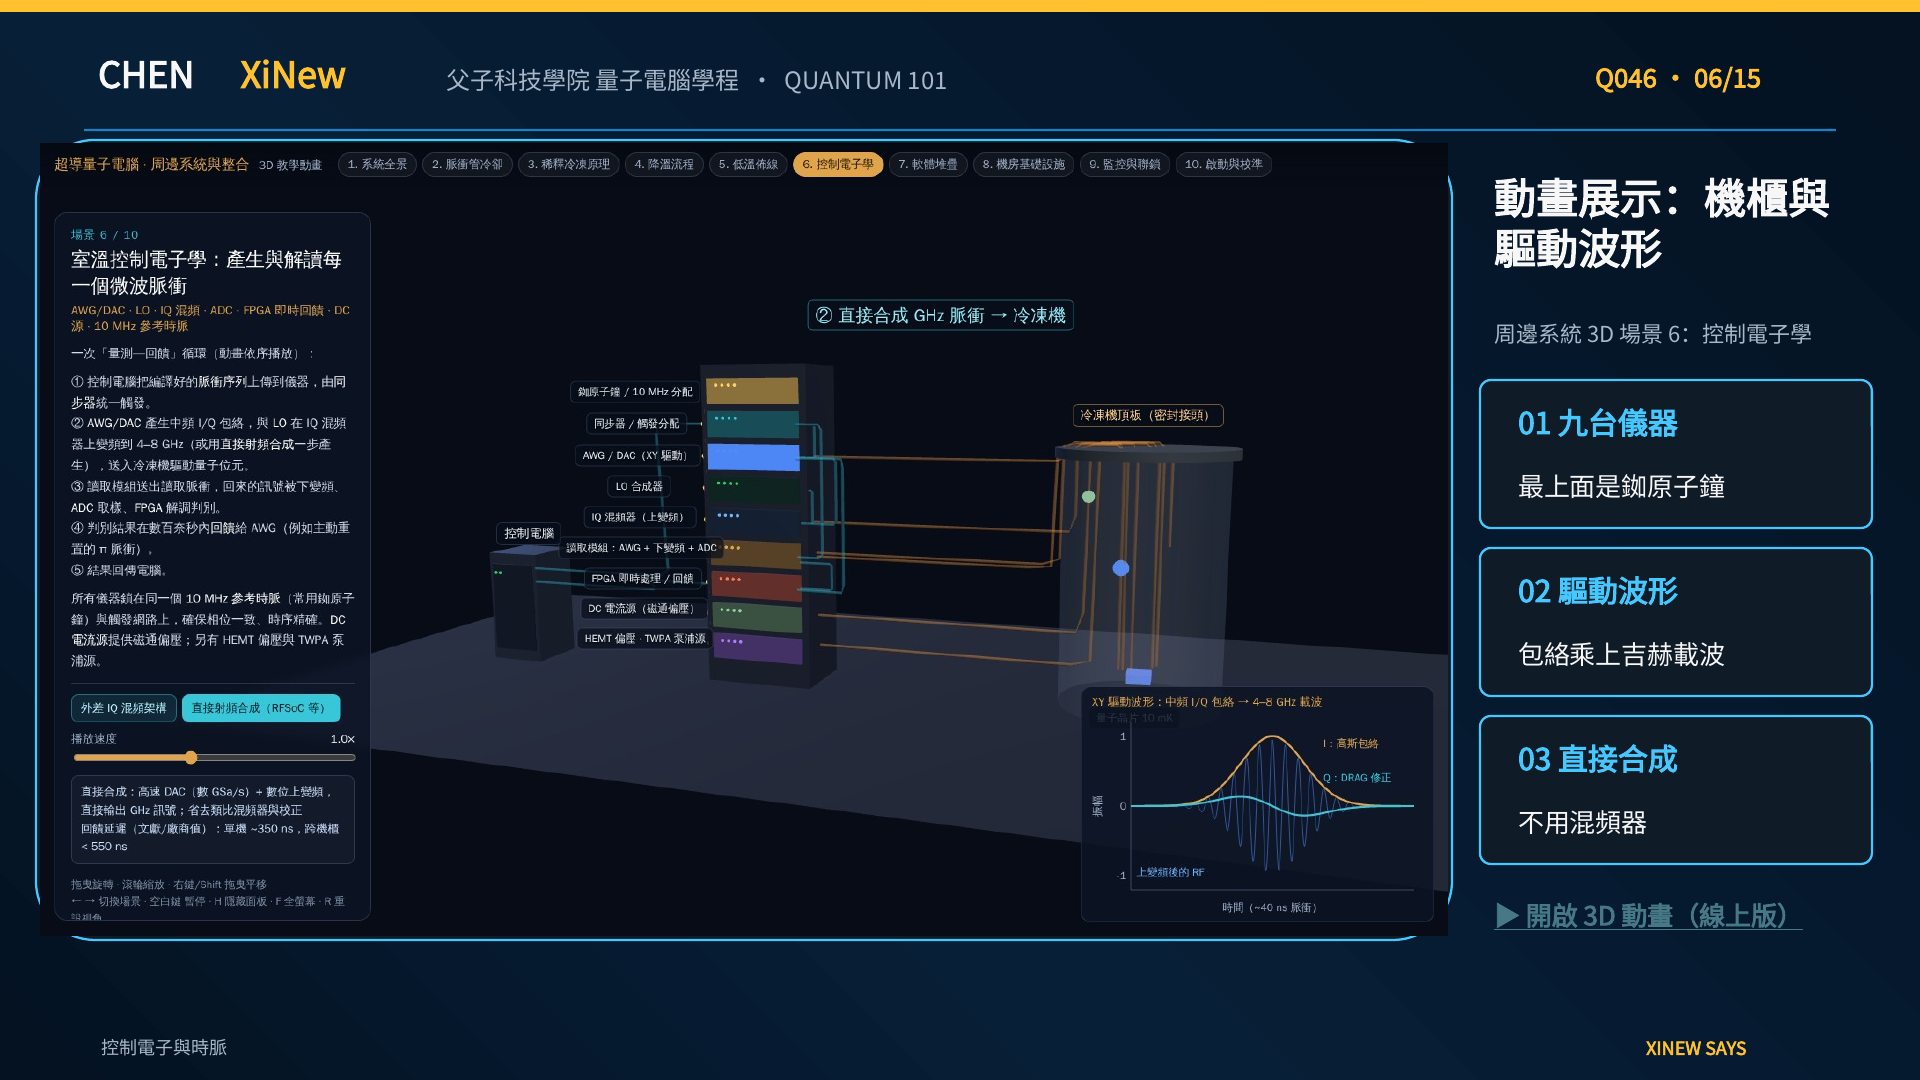 CHEN XiNew
父子科技學院 量子電腦學程 • QUANTUM 101
Q046 • 06/15
超導量子電腦 · 周邊系統與整合 3D 教學動畫
1. 系統全景
2. 脈衝管冷卻
3. 稀釋冷凍原理
4. 降溫流程
5. 低溫佈線
6. 控制電子學
7. 軟體堆疊
8. 機房基礎設施
9. 監控與聯鎖
10. 啟動與校準
場景 6 / 10
室溫控制電子學：產生與解讀每
一個微波脈衝
AWG/DAC · LO · IQ 混頻 · ADC · FPGA 即時回饋 · DC
源 · 10 MHz 參考時脈
一次「量測—回饋」循環（動畫依序播放）：
① 控制電腦把編譯好的脈衝序列上傳到儀器，由同
步器統一觸發。
② AWG/DAC 產生中頻 I/Q 包絡，與 LO 在 IQ 混頻
器上變頻到 4–8 GHz（或用直接射頻合成一步產
生），送入冷凍機驅動量子位元。
③ 讀取模組送出讀取脈衝，回來的訊號被下變頻、
ADC 取樣、FPGA 解調判別。
④ 判別結果在數百奈秒內回饋給 AWG（例如主動重
置的 π 脈衝）。
⑤ 結果回傳電腦。
所有儀器鎖在同一個 10 MHz 參考時脈（常用銣原子
鐘）與觸發網路上，確保相位一致、時序精確。DC
電流源提供磁通偏壓；另有 HEMT 偏壓與 TWPA 泵
浦源。
外差 IQ 混頻架構
直接射頻合成（RFSoC 等）
播放速度 1.0×
直接合成：高速 DAC（數 GSa/s）+ 數位上變頻，
直接輸出 GHz 訊號；省去類比混頻器與校正
回饋延遲（文獻/廠商值）：單機 ~350 ns，跨機櫃
< 550 ns
拖曳旋轉 · 滾輪縮放 · 右鍵/Shift 拖曳平移
← → 切換場景 · 空白鍵 暫停 · H 隱藏面板 · F 全螢幕 · R 重
設視角
② 直接合成 GHz 脈衝 → 冷凍機
銣原子鐘 / 10 MHz 分配
同步器 / 觸發分配
AWG / DAC（XY 驅動）
LO 合成器
IQ 混頻器（上變頻）
控制電腦
讀取模組：AWG + 下變頻 + ADC
FPGA 即時處理 / 回饋
DC 電流源（磁通偏壓）
HEMT 偏壓 · TWPA 泵浦源
冷凍機頂板（密封接頭）
XY 驅動波形：中頻 I/Q 包絡 → 4–8 GHz 載波
量子晶片 10 mK
1
0
-1
振幅
I：高斯包絡
Q：DRAG 修正
上變頻後的 RF
時間（~40 ns 脈衝）
動畫展示：機櫃與
驅動波形
周邊系統 3D 場景 6：控制電子學
01 九台儀器
最上面是銣原子鐘
02 驅動波形
包絡乘上吉赫載波
03 直接合成
不用混頻器
▶ 開啟 3D 動畫（線上版）
控制電子與時脈
XINEW SAYS